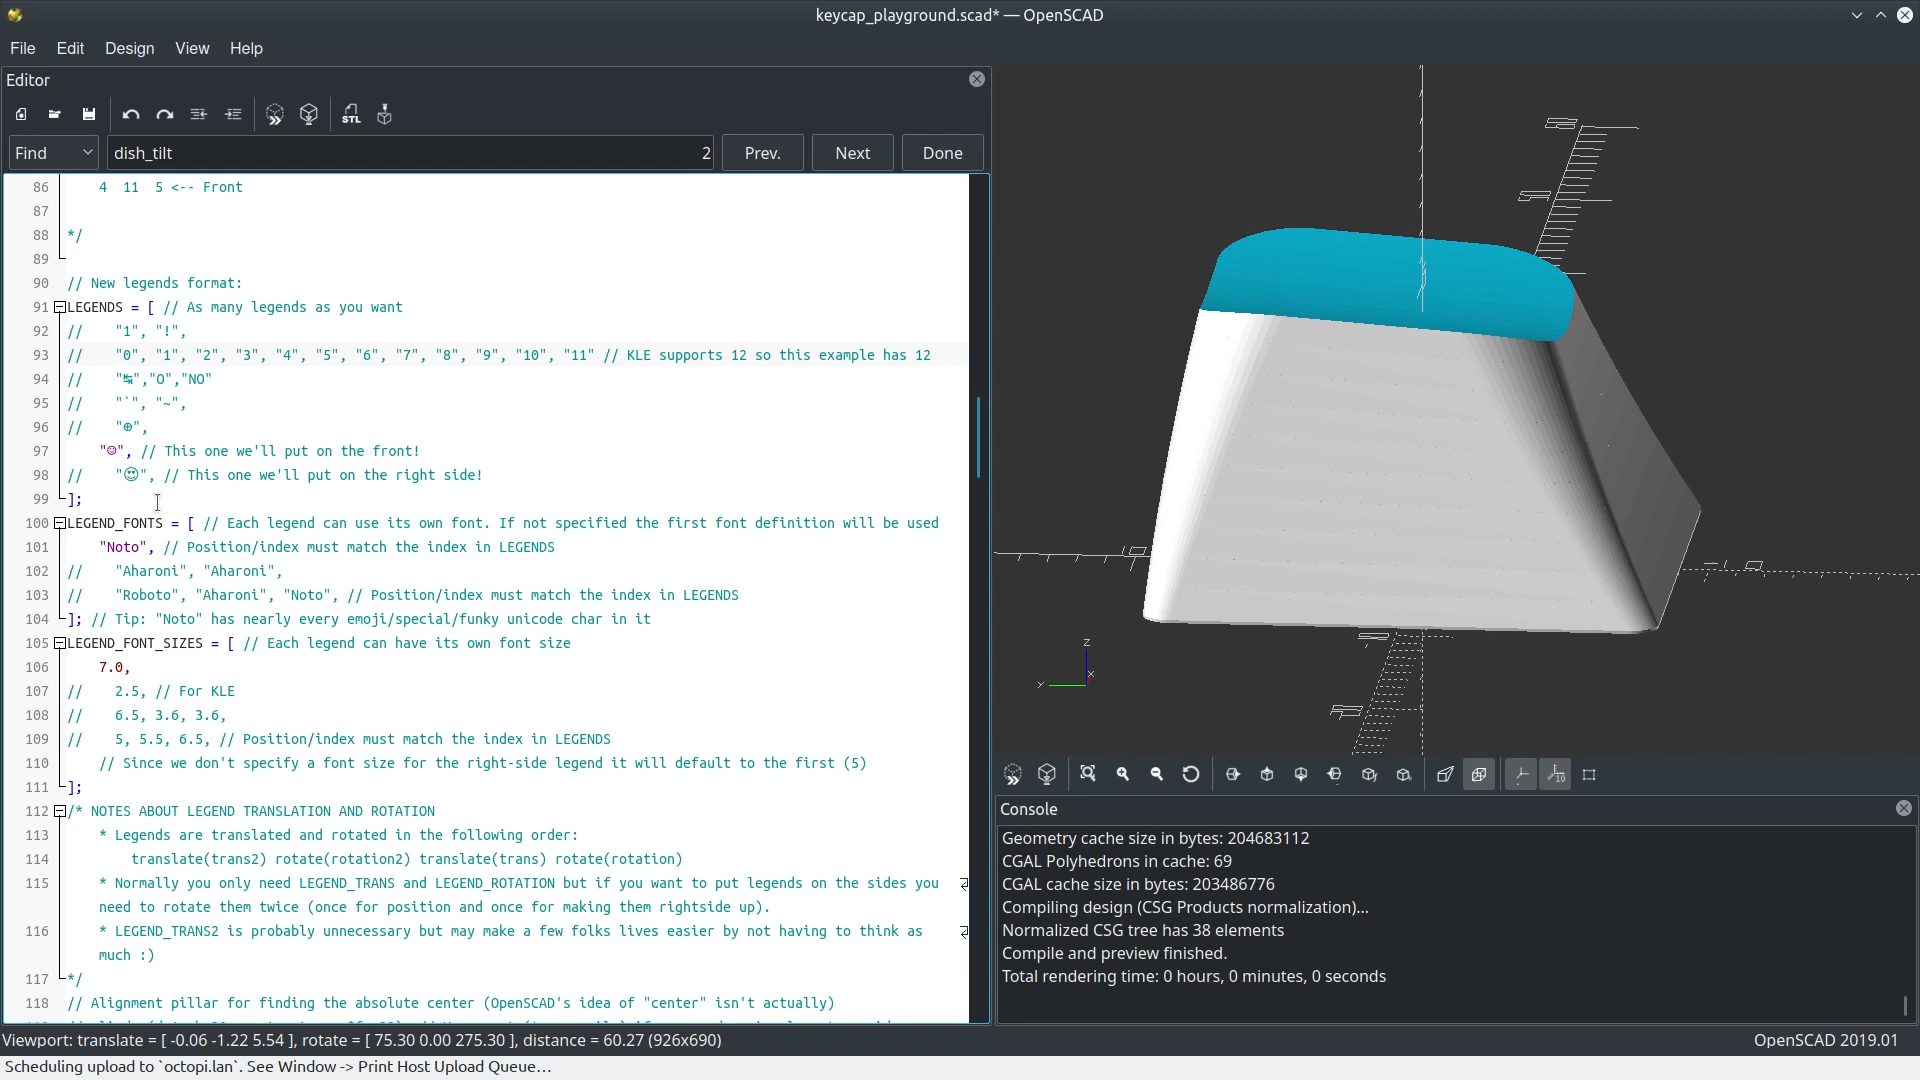 keycap_playground.scad* — OpenSCAD
File Edit Design View Help
Editor
STL
Find dish_tilt 2 Prev. Next Done
86 4 11 5 <-- Front
87
88 */
89
90 // New legends format:
91 LEGENDS = [ // As many legends as you want
92 // "1", "!",
93 // "0", "1", "2", "3", "4", "5", "6", "7", "8", "9", "10", "11" // KLE supports 12 so this example has 12
94 // "↹","O","NO"
95 // "`", "~",
96 // "⊕",
97 "☺", // This one we'll put on the front!
98 // "😍", // This one we'll put on the right side!
99 ];
100 LEGEND_FONTS = [ // Each legend can use its own font. If not specified the first font definition will be used
101 "Noto", // Position/index must match the index in LEGENDS
102 // "Aharoni", "Aharoni",
103 // "Roboto", "Aharoni", "Noto", // Position/index must match the index in LEGENDS
104 ]; // Tip: "Noto" has nearly every emoji/special/funky unicode char in it
105 LEGEND_FONT_SIZES = [ // Each legend can have its own font size
106 7.0,
107 // 2.5, // For KLE
108 // 6.5, 3.6, 3.6,
109 // 5, 5.5, 6.5, // Position/index must match the index in LEGENDS
110 // Since we don't specify a font size for the right-side legend it will default to the first (5)
111 ];
112 /* NOTES ABOUT LEGEND TRANSLATION AND ROTATION
113 * Legends are translated and rotated in the following order:
114 translate(trans2) rotate(rotation2) translate(trans) rotate(rotation)
115 * Normally you only need LEGEND_TRANS and LEGEND_ROTATION but if you want to put legends on the sides you
need to rotate them twice (once for position and once for making them rightside up).
116 * LEGEND_TRANS2 is probably unnecessary but may make a few folks lives easier by not having to think as
much :)
117 */
118 // Alignment pillar for finding the absolute center (OpenSCAD's idea of "center" isn't actually)
Z
Y
X
10
Console
Geometry cache size in bytes: 204683112
CGAL Polyhedrons in cache: 69
CGAL cache size in bytes: 203486776
Compiling design (CSG Products normalization)...
Normalized CSG tree has 38 elements
Compile and preview finished.
Total rendering time: 0 hours, 0 minutes, 0 seconds
Viewport: translate = [ -0.06 -1.22 5.54 ], rotate = [ 75.30 0.00 275.30 ], distance = 60.27 (926x690)
OpenSCAD 2019.01
Scheduling upload to `octopi.lan`. See Window -> Print Host Upload Queue…